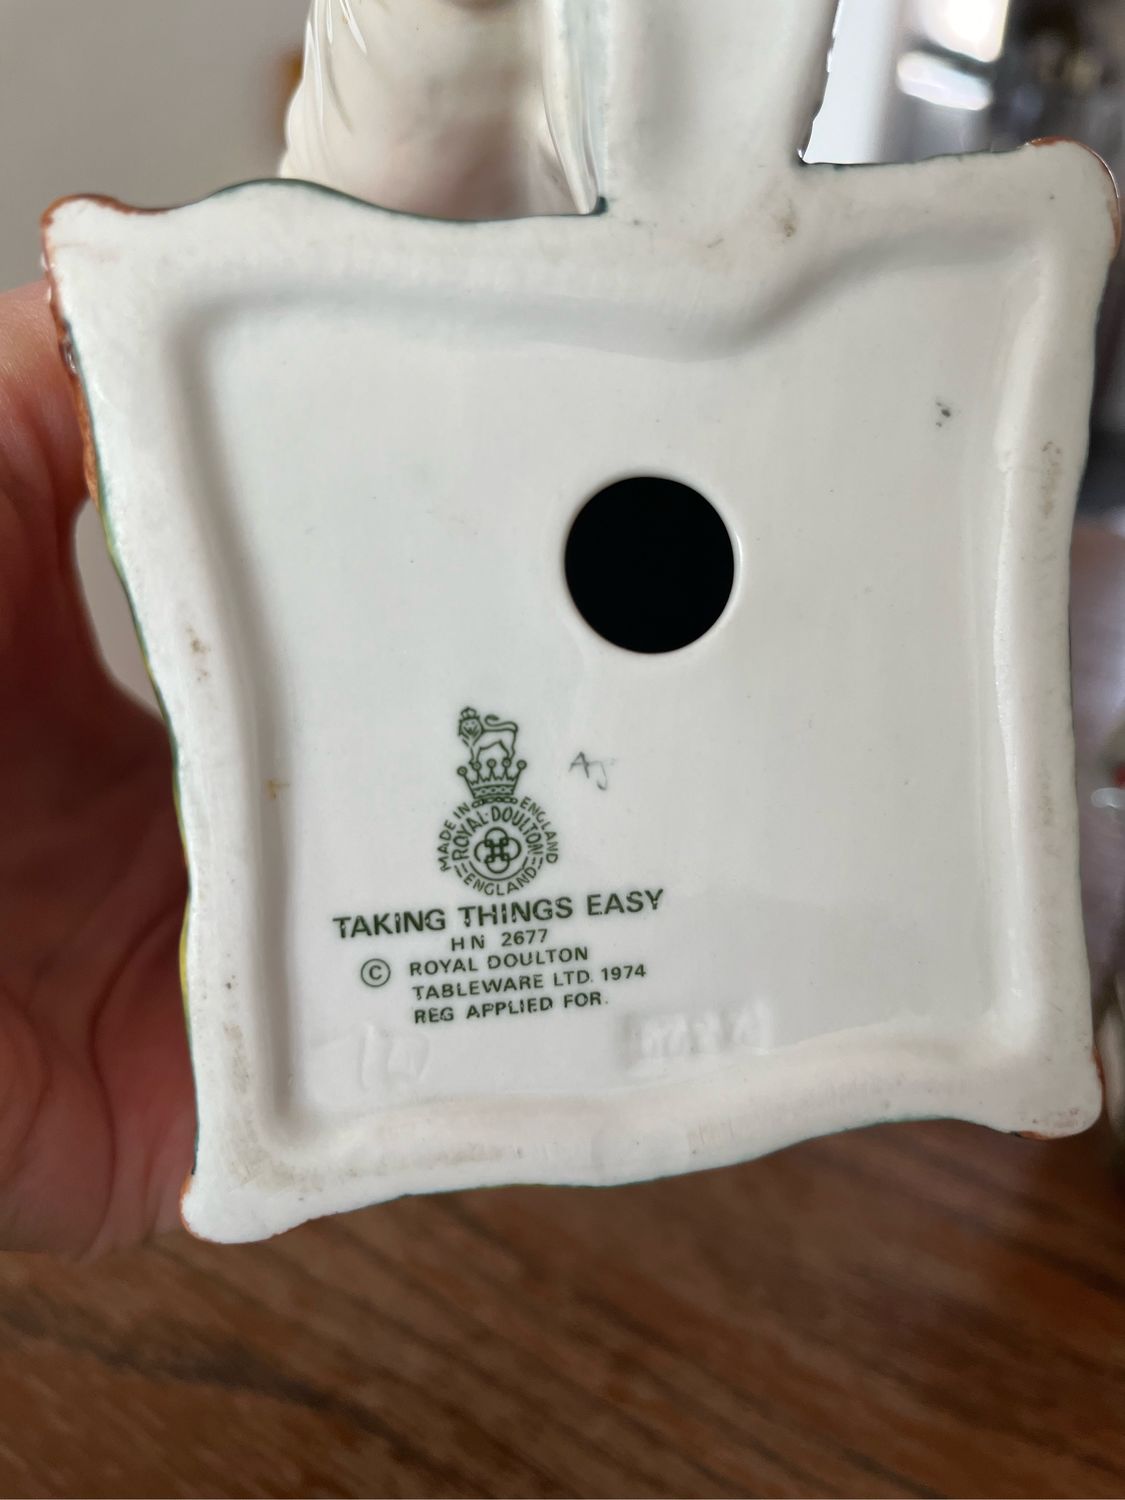 MADE IN ENGLAND
ROYAL DOULTON
ENGLAND
TAKING THINGS EASY
HN 2677
© ROYAL DOULTON
TABLEWARE LTD. 1974
REG APPLIED FOR.